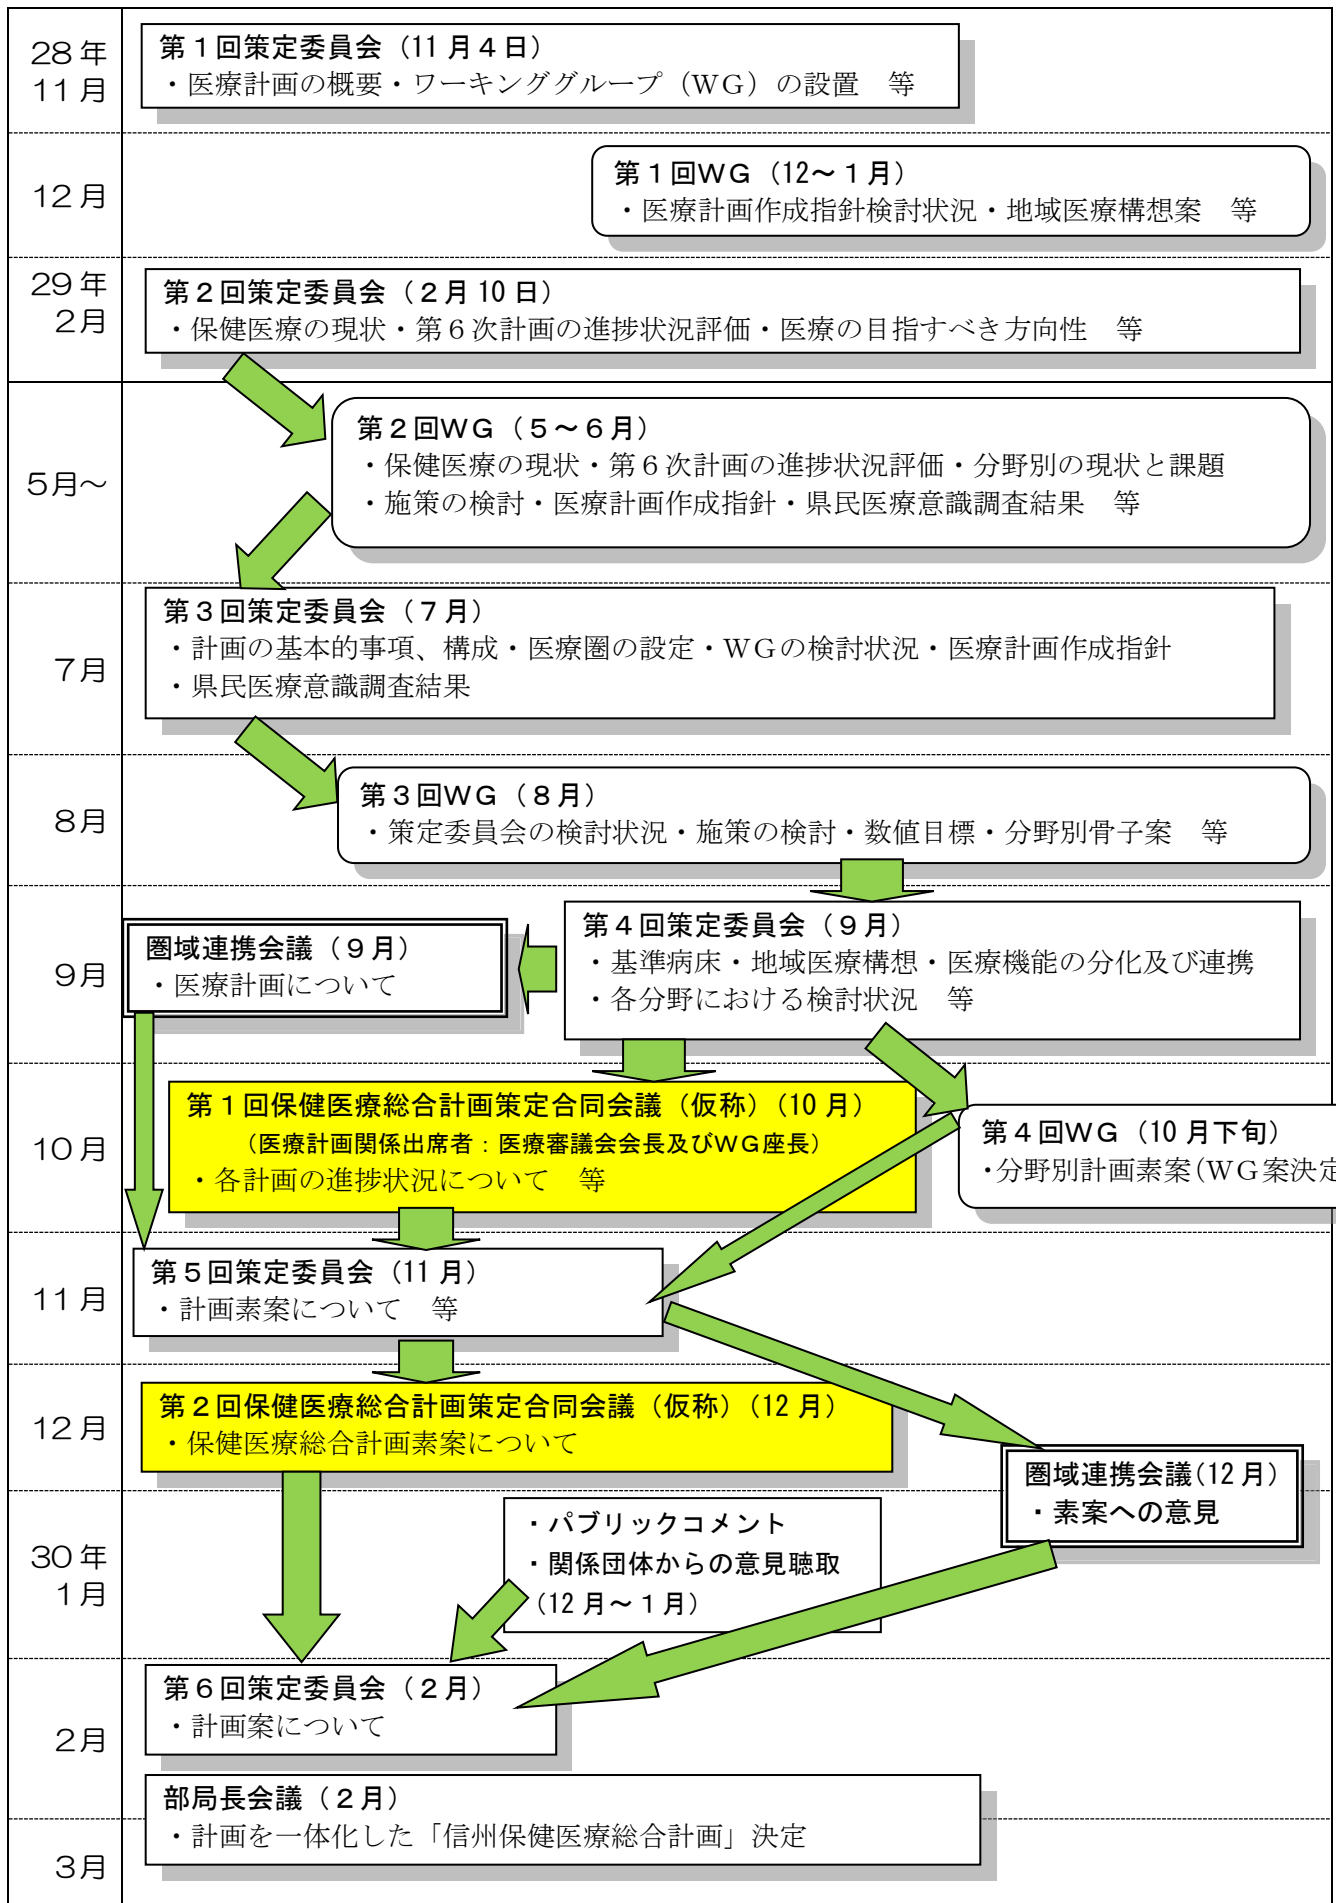 28年
11月
第1回策定委員会（11月4日）
・医療計画の概要・ワーキンググループ（WG）の設置　等
12月
第1回WG（12～1月）
・医療計画作成指針検討状況・地域医療構想案　等
29年
2月
第2回策定委員会（2月10日）
・保健医療の現状・第6次計画の進捗状況評価・医療の目指すべき方向性　等
5月～
第2回WG（5～6月）
・保健医療の現状・第6次計画の進捗状況評価・分野別の現状と課題
・施策の検討・医療計画作成指針・県民医療意識調査結果　等
7月
第3回策定委員会（7月）
・計画の基本的事項、構成・医療圏の設定・WGの検討状況・医療計画作成指針
・県民医療意識調査結果
8月
第3回WG（8月）
・策定委員会の検討状況・施策の検討・数値目標・分野別骨子案　等
9月
圏域連携会議（9月）
・医療計画について
第4回策定委員会（9月）
・基準病床・地域医療構想・医療機能の分化及び連携
・各分野における検討状況　等
10月
第1回保健医療総合計画策定合同会議（仮称）（10月）
（医療計画関係出席者：医療審議会会長及びWG座長）
・各計画の進捗状況について　等
第4回WG（10月下旬）
・分野別計画素案（WG案決定
11月
第5回策定委員会（11月）
・計画素案について　等
12月
第2回保健医療総合計画策定合同会議（仮称）（12月）
・保健医療総合計画素案について
圏域連携会議（12月）
・素案への意見
30年
1月
・パブリックコメント
・関係団体からの意見聴取
（12月～1月）
2月
第6回策定委員会（2月）
・計画案について
部局長会議（2月）
・計画を一体化した「信州保健医療総合計画」決定
3月